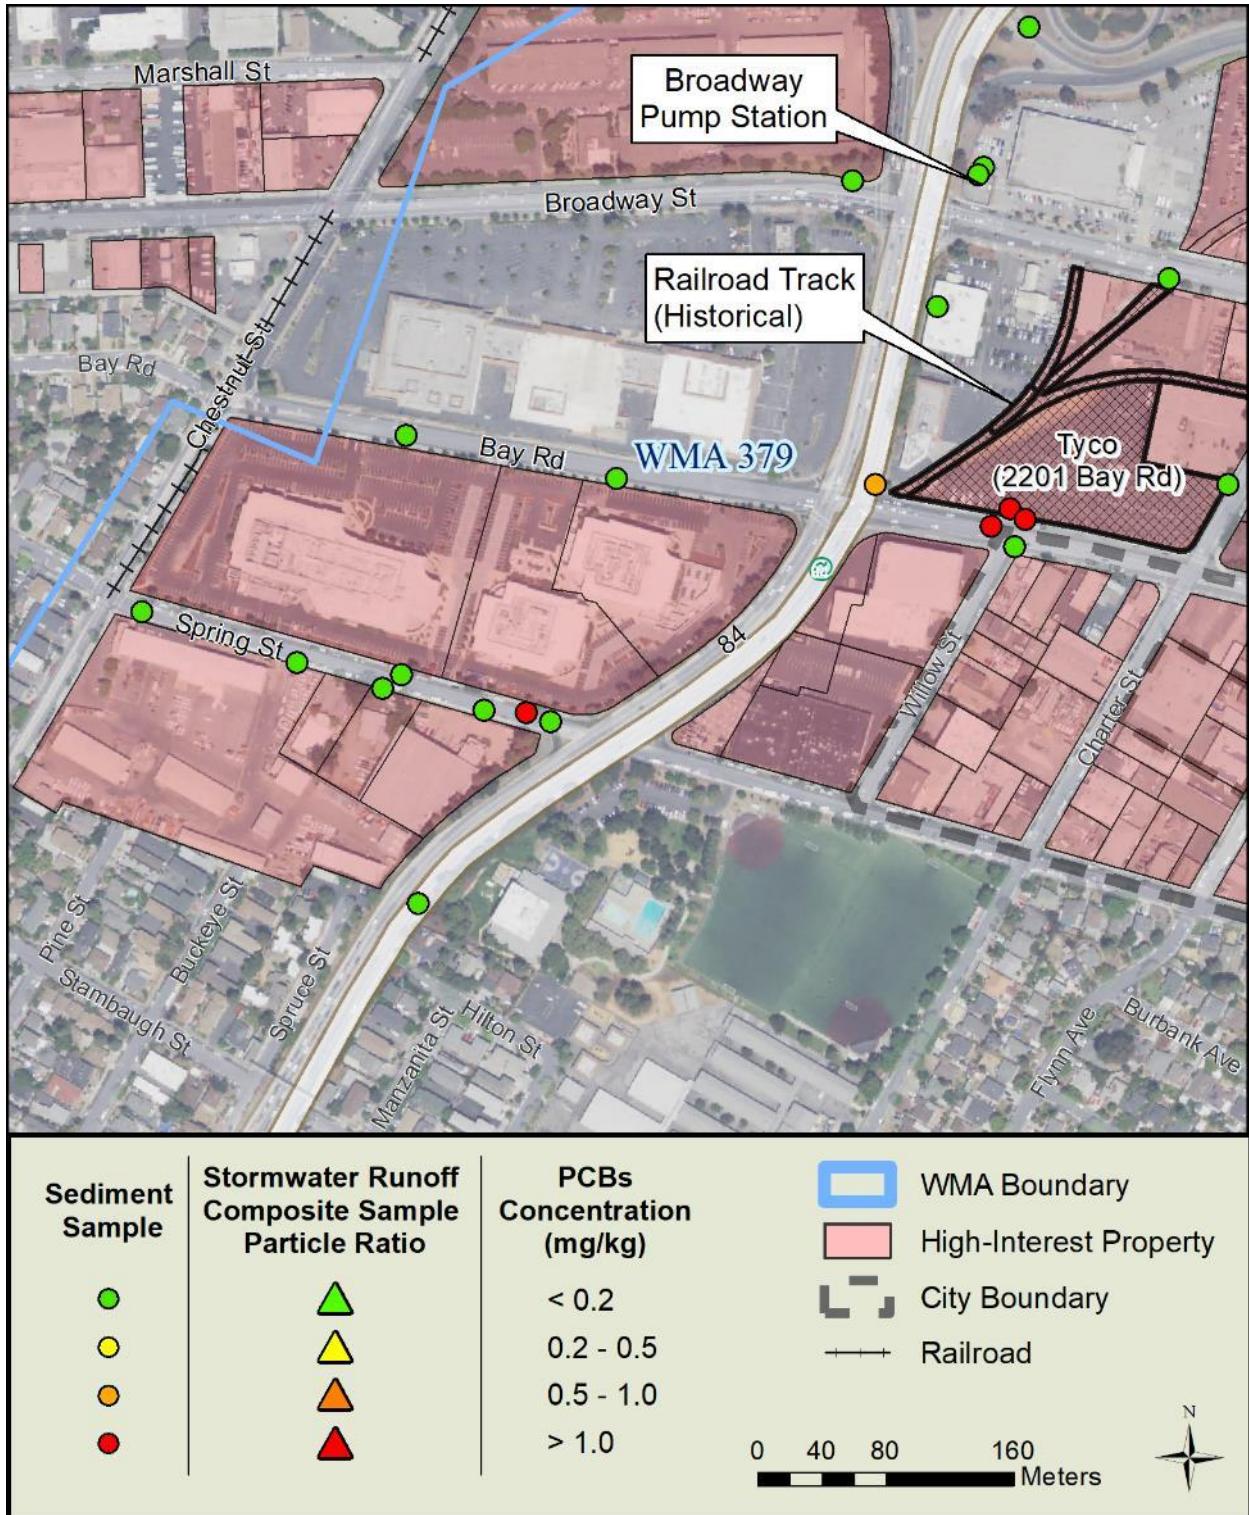 Marshall St
Broadway
Pump Station
Broadway St
Railroad Track
(Historical)
Bay Rd
Chestnut St
Bay Rd
WMA 379
Tyco
(2201 Bay Rd)
Spring St
84
Willow St
Charter St
Pine St
Buckeye St
Spruce St
Stambaugh St
Manzanita St
Hilton St
Flynn Ave
Burbank Ave
Sediment
Sample
Stormwater Runoff
Composite Sample
Particle Ratio
PCBs
Concentration
(mg/kg)
< 0.2
0.2 - 0.5
0.5 - 1.0
> 1.0
WMA Boundary
High-Interest Property
City Boundary
Railroad
N
0 40 80 160
Meters